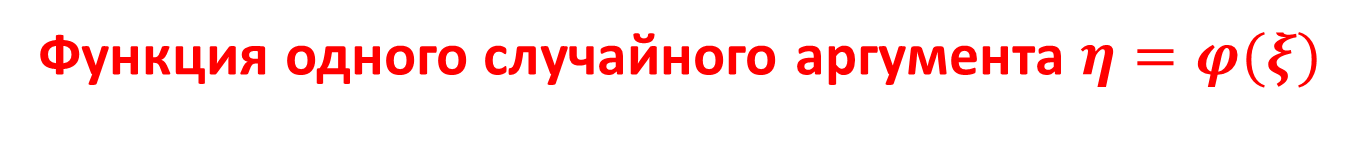 Функция одного случайного аргумента 𝜼 = 𝝋(𝝃)